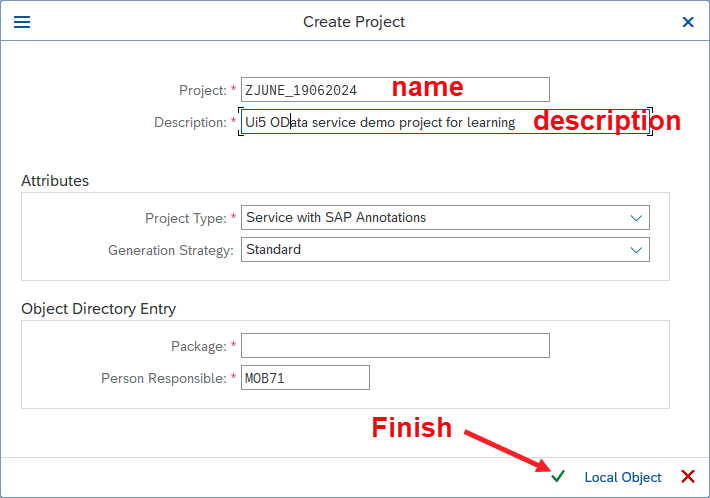 Create Project
Project: * ZJUNE_19062024 name
Description: * Ui5 OData service demo project for learning description
Attributes
Project Type: * Service with SAP Annotations
Generation Strategy: Standard
Object Directory Entry
Package: *
Person Responsible: * MOB71
Finish
Local Object